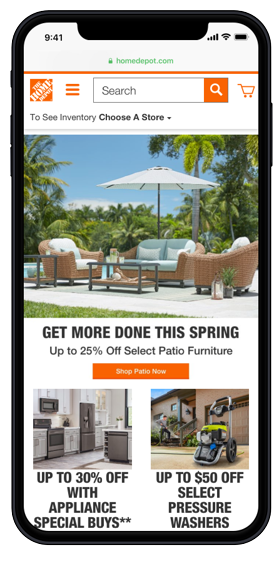 9:41
homedepot.com
THE HOME DEPOT
Search
To See Inventory Choose A Store
GET MORE DONE THIS SPRING
Up to 25% Off Select Patio Furniture
Shop Patio Now
UP TO 30% OFF
WITH
APPLIANCE
SPECIAL BUYS**
UP TO $50 OFF
SELECT
PRESSURE
WASHERS